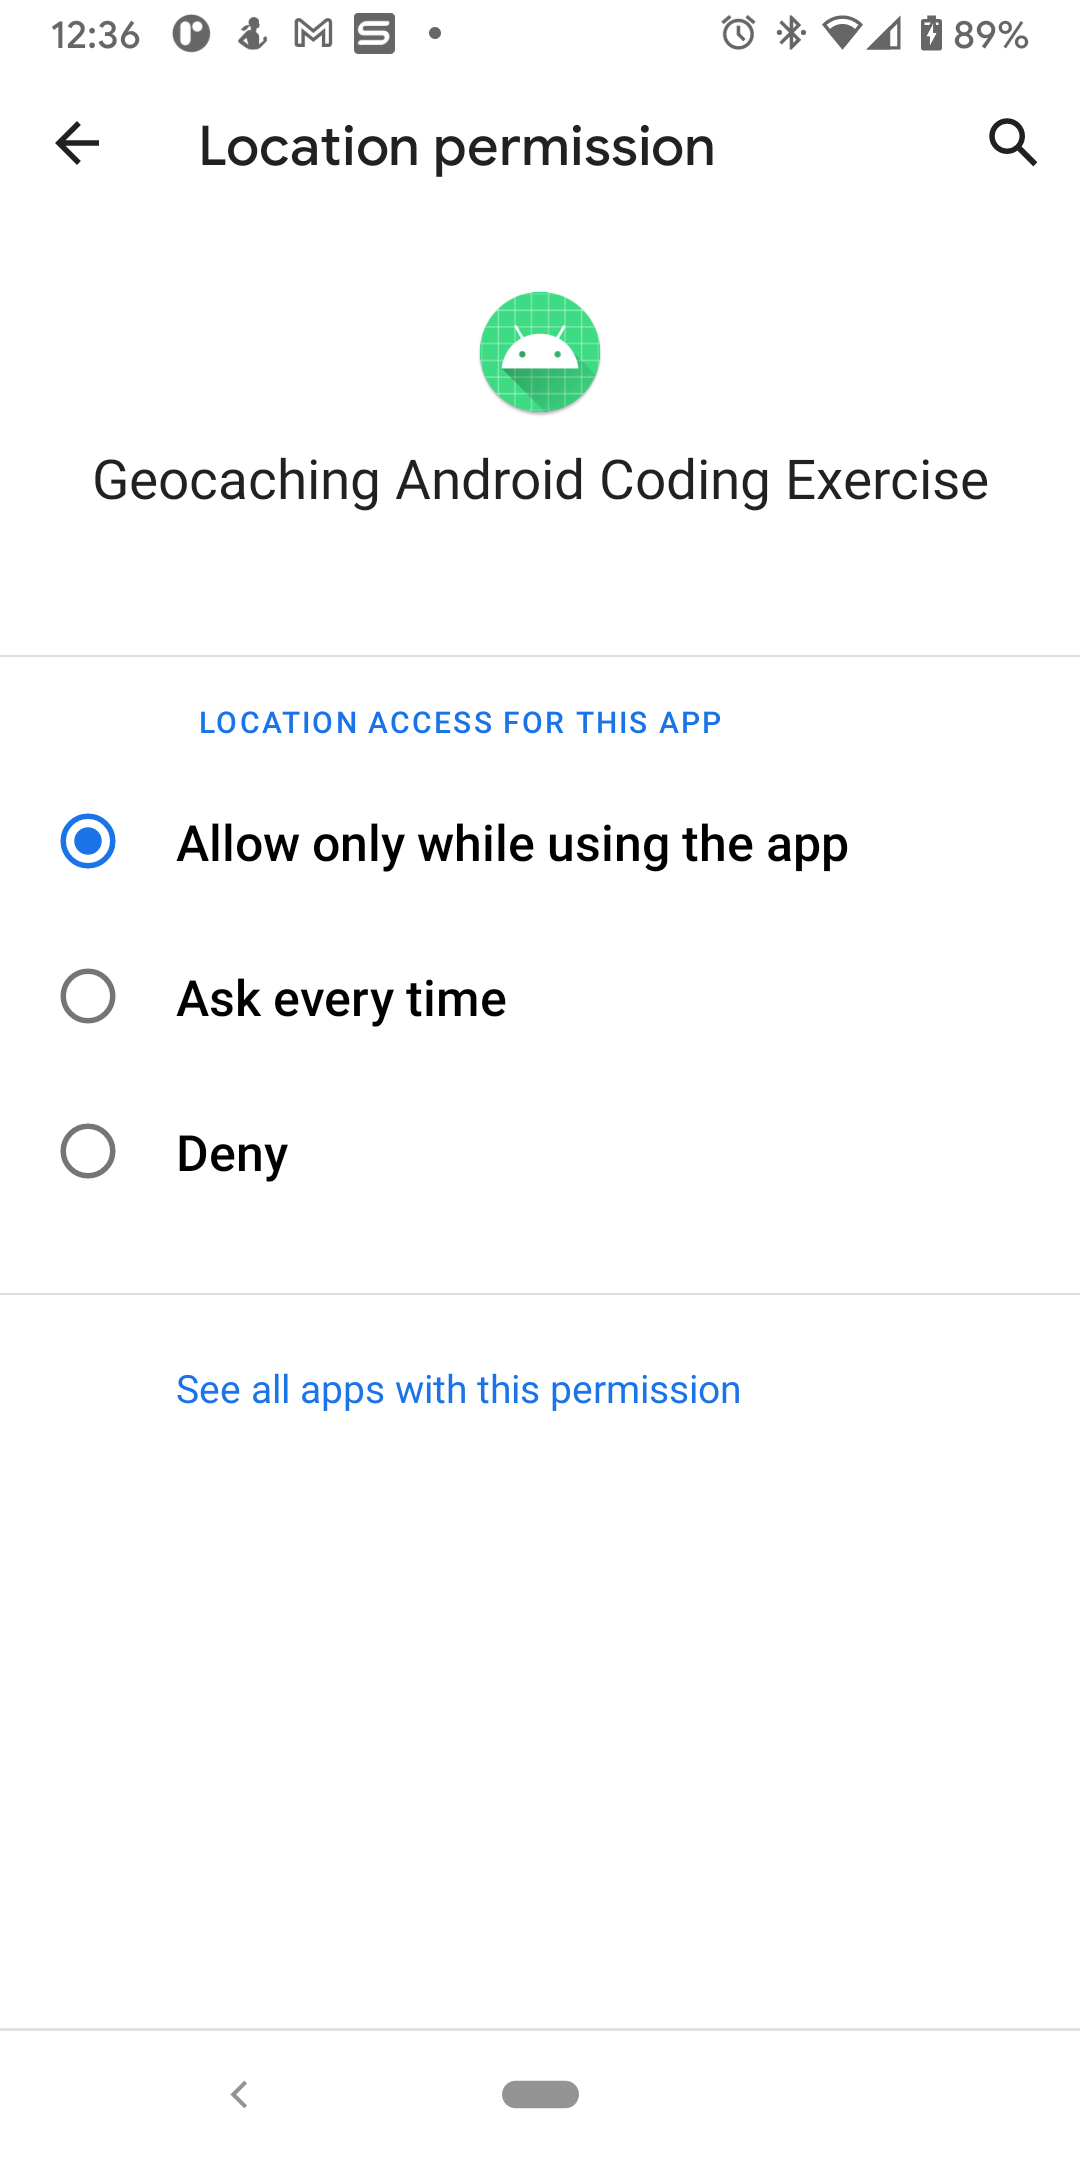 12:36 89%
Location permission
Geocaching Android Coding Exercise
LOCATION ACCESS FOR THIS APP
Allow only while using the app
Ask every time
Deny
See all apps with this permission